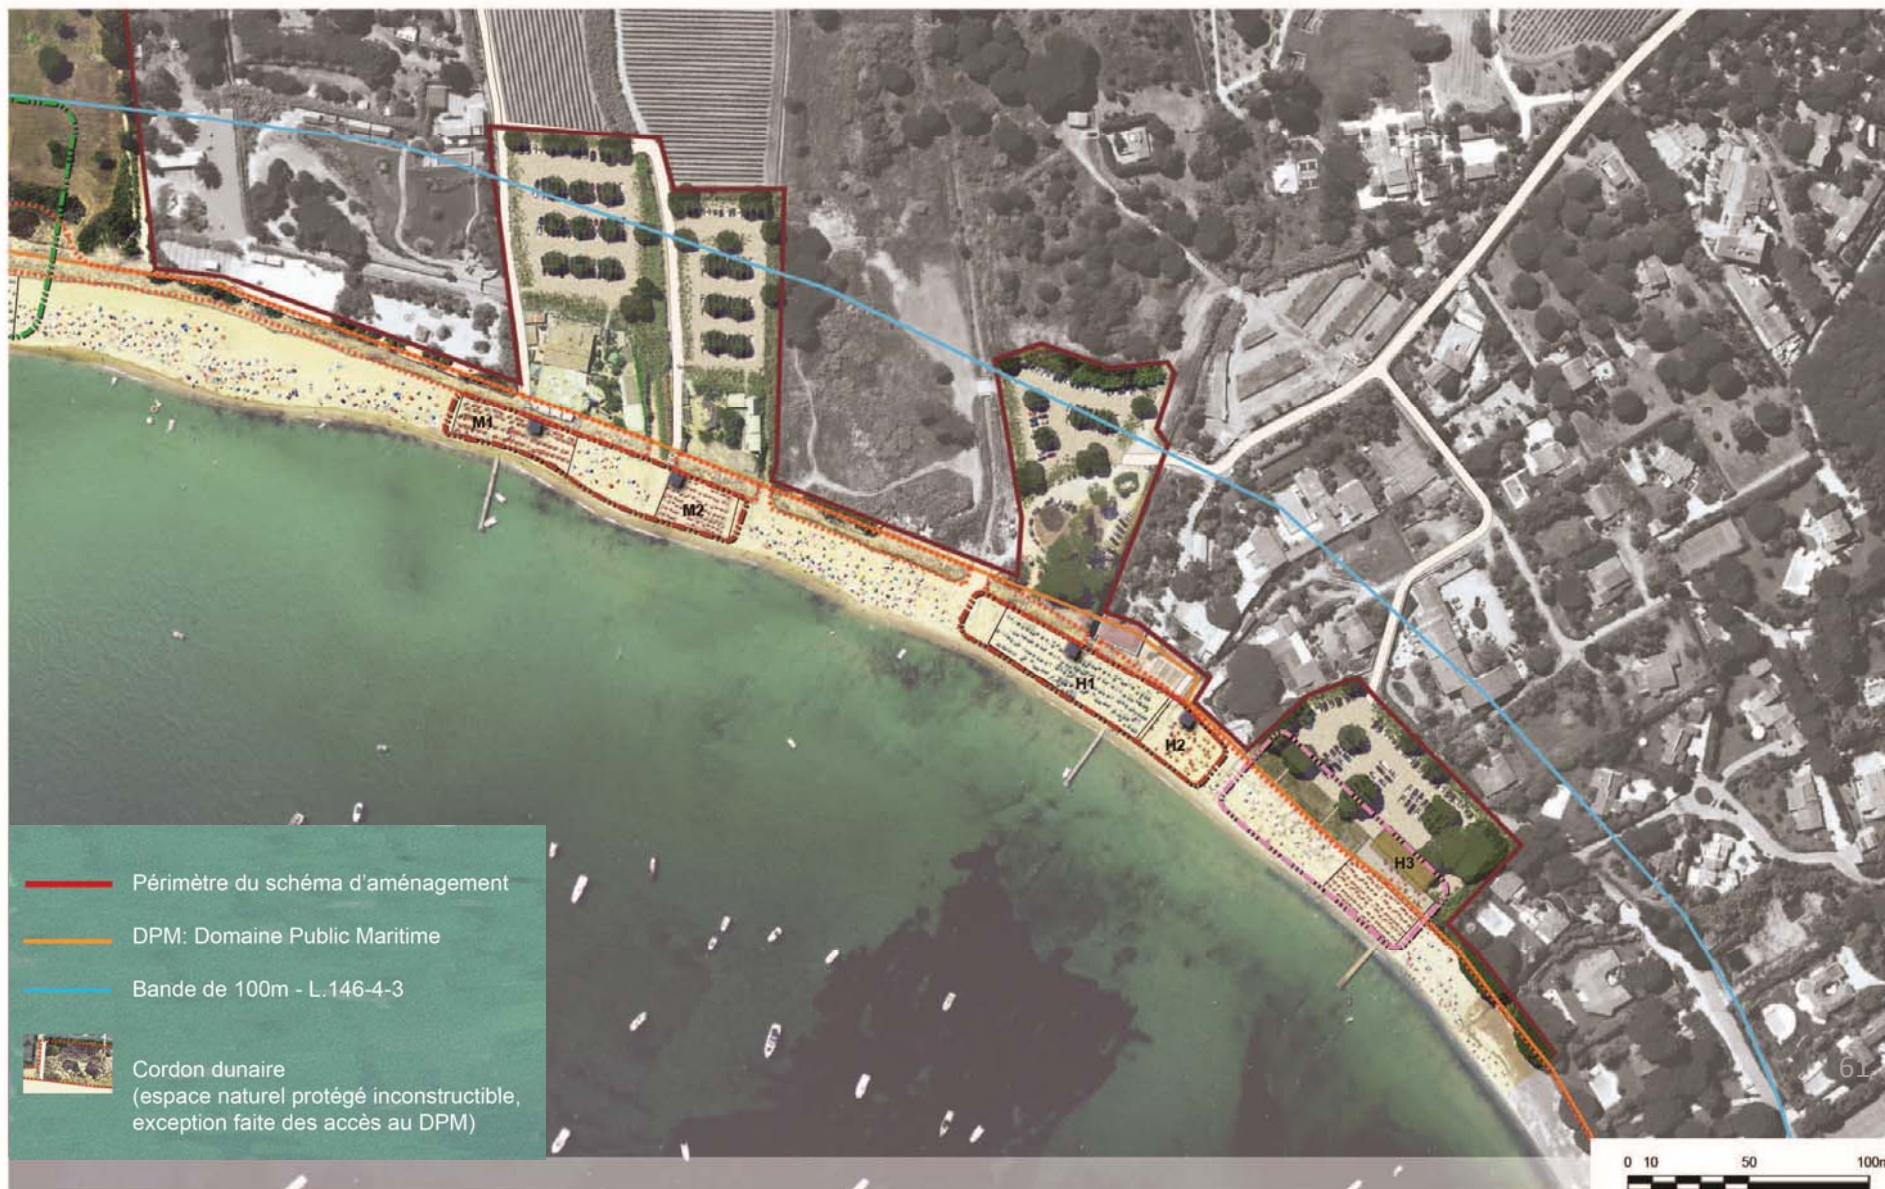 M1
M2
H1
H2
H3
Périmètre du schéma d'aménagement
DPM: Domaine Public Maritime
Bande de 100m - L.146-4-3
Cordon dunaire
(espace naturel protégé inconstructible,
exception faite des accès au DPM)
61
0 10 50 100m